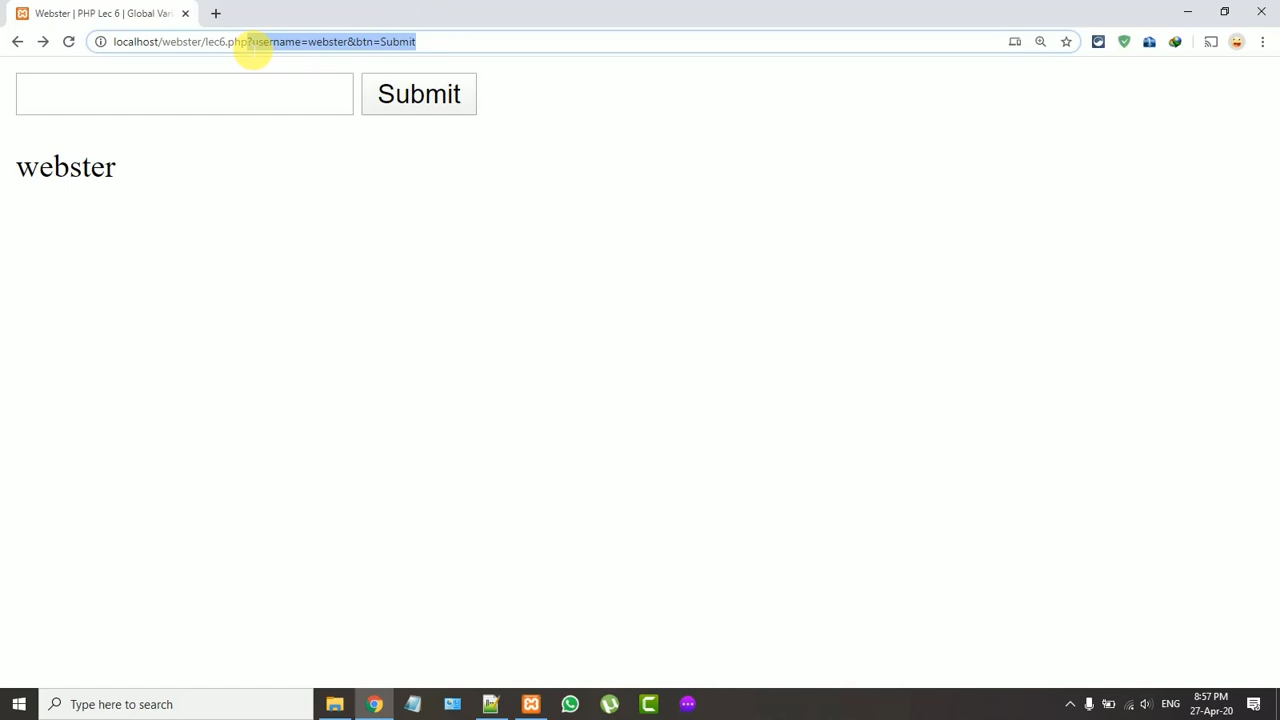 Webster | PHP Lec 6 | Global Vari
localhost/webster/lec6.php?username=webster&btn=Submit
Submit
webster
Type here to search
ENG
8:57 PM
27-Apr-20